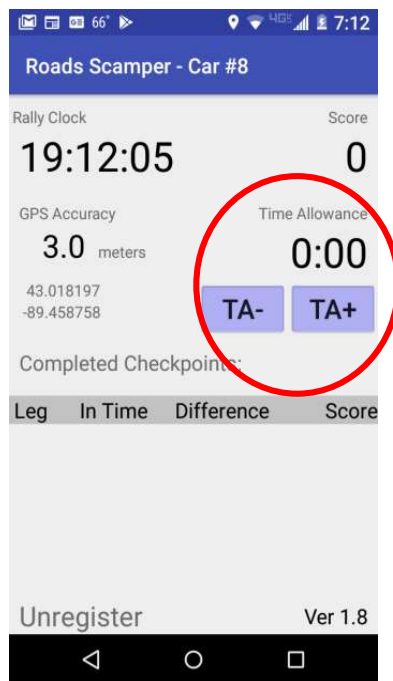 66° 4G 7:12
Roads Scamper - Car #8
Rally Clock Score
19:12:05 0
GPS Accuracy Time Allowance
3.0 meters 0:00
43.018197
-89.458758
TA- TA+
Completed Checkpoints:
Leg In Time Difference Score
Unregister Ver 1.8